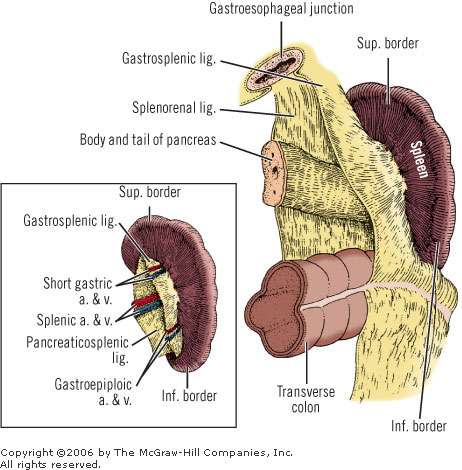 Gastroesophageal junction
Gastrosplenic lig.
Sup. border
Splenorenal lig.
Body and tail of pancreas
Spleen
Transverse
colon
Inf. border
Sup. border
Gastrosplenic lig.
Short gastric
a. & v.
Splenic a. & v.
Pancreaticosplenic
lig.
Gastroepiploic
a. & v.
Inf. border
Copyright ©2006 by The McGraw-Hill Companies, Inc.
All rights reserved.